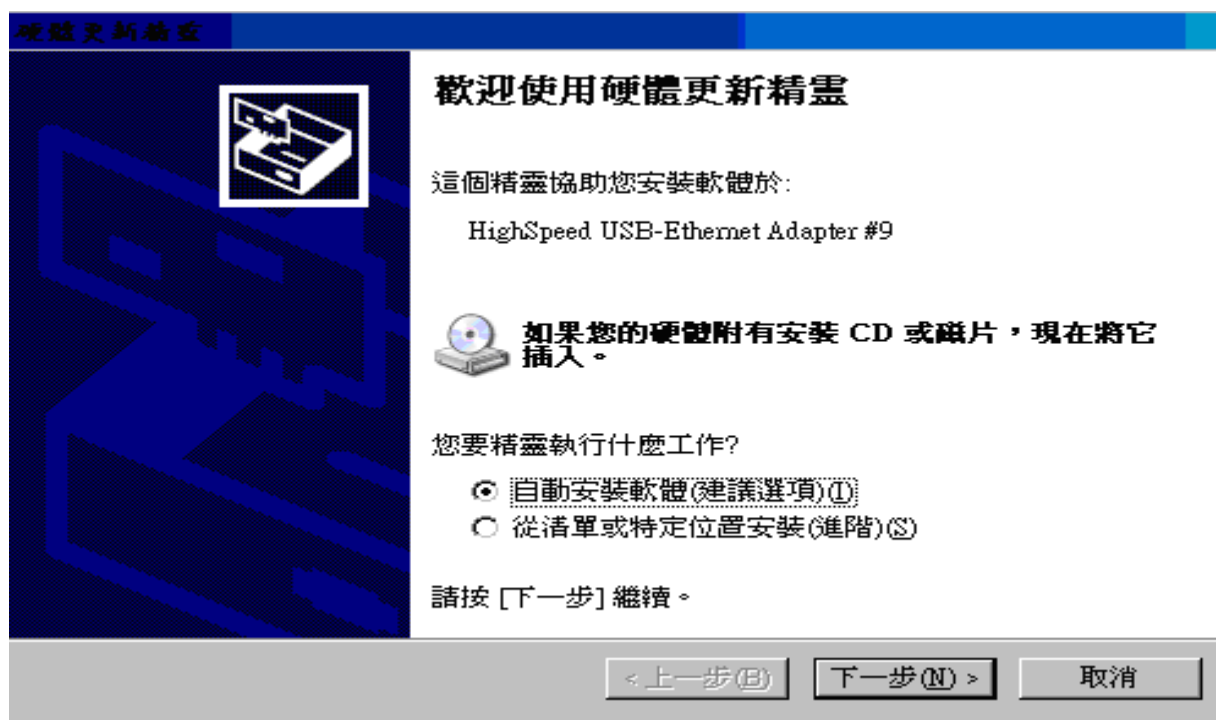 硬體更新精靈
歡迎使用硬體更新精靈
這個精靈協助您安裝軟體於:
HighSpeed USB-Ethernet Adapter #9
如果您的硬體附有安裝 CD 或磁片，現在將它
插入。
您要精靈執行什麼工作?
自動安裝軟體(建議選項)(I)
從清單或特定位置安裝(進階)(S)
請按 [下一步] 繼續。
<上一步(B)
下一步(N) >
取消